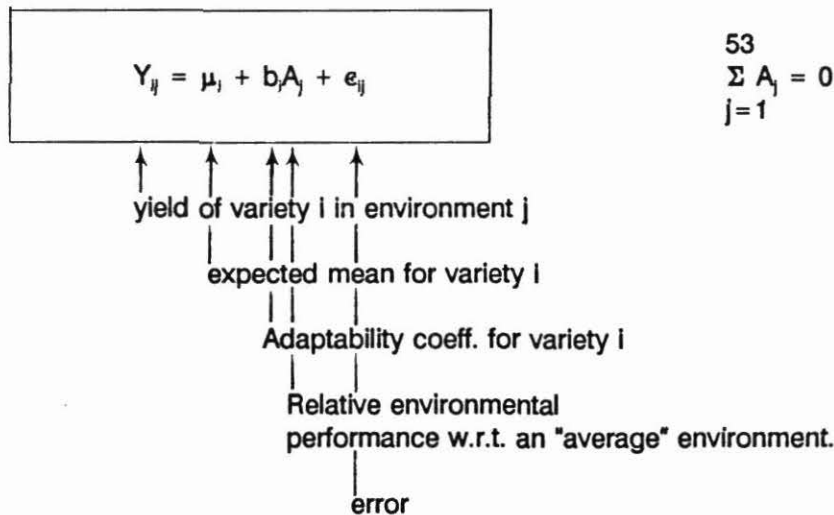 Y_ij = μ_i + b_iA_j + e_ij
53
Σ A_j = 0
j=1
yield of variety i in environment j
expected mean for variety i
Adaptability coeff. for variety i
Relative environmental
performance w.r.t. an "average" environment.
error